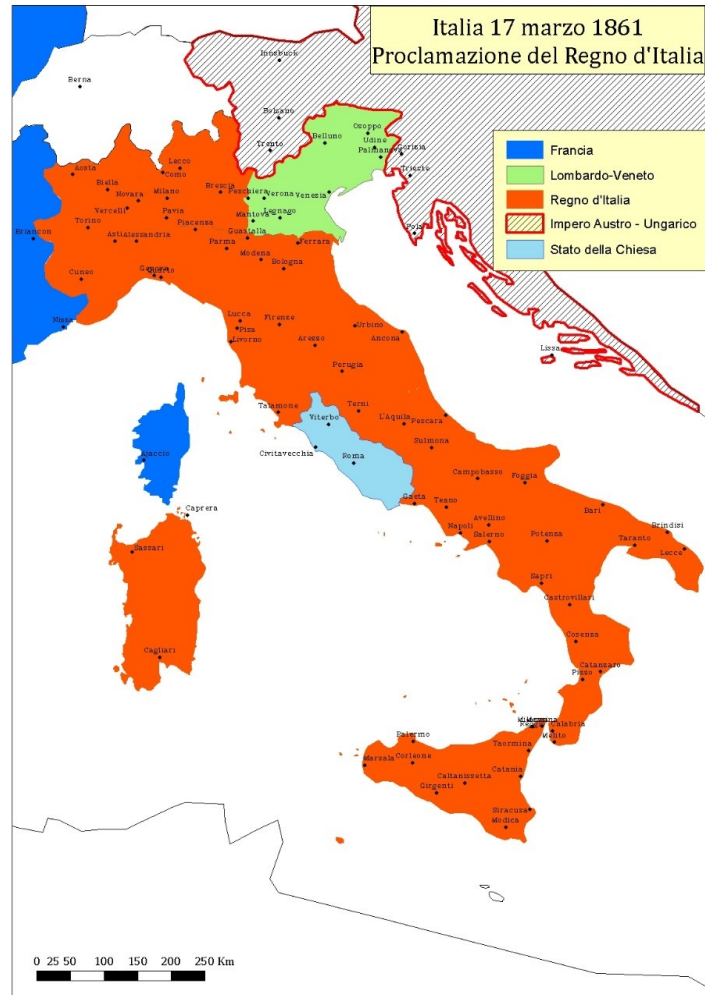 Italia 17 marzo 1861
Proclamazione del Regno d'Italia
Francia
Lombardo-Veneto
Regno d'Italia
Impero Austro - Ungarico
Stato della Chiesa
Innsbuck
Berna
Bolzano
Trento
Belluno
Osoppo
Udine
Palmanova
Gorizia
Trieste
Aosta
Lecco
Como
Biella
Novara
Milano
Brescia
Peschiera
Verona
Venezia
Vercelli
Pavia
Legnago
Mantova
Torino
Piacenza
Guastalla
Pola
Briancon
Asti
Alessandria
Parma
Ferrara
Modena
Bologna
Cuneo
Genova
Quarto
Nizza
Lucca
Firenze
Urbino
Pisa
Ancona
Livorno
Arezzo
Lissa
Perugia
Talamone
Terni
Viterbo
L'Aquila
Pescara
Civitavecchia
Sulmona
Ajaccio
Roma
Campobasso
Foggia
Caprera
Gaeta
Teano
Bari
Avellino
Brindisi
Napoli
Salerno
Potenza
Taranto
Lecce
Sassari
Sapri
Castrovillari
Cosenza
Cagliari
Catanzaro
Pizzo
Calabria
Palermo
Melito
Taormina
Marsala
Corleone
Catania
Caltanissetta
Girgenti
Siracusa
Modica
0 25 50 100 150 200 250 Km